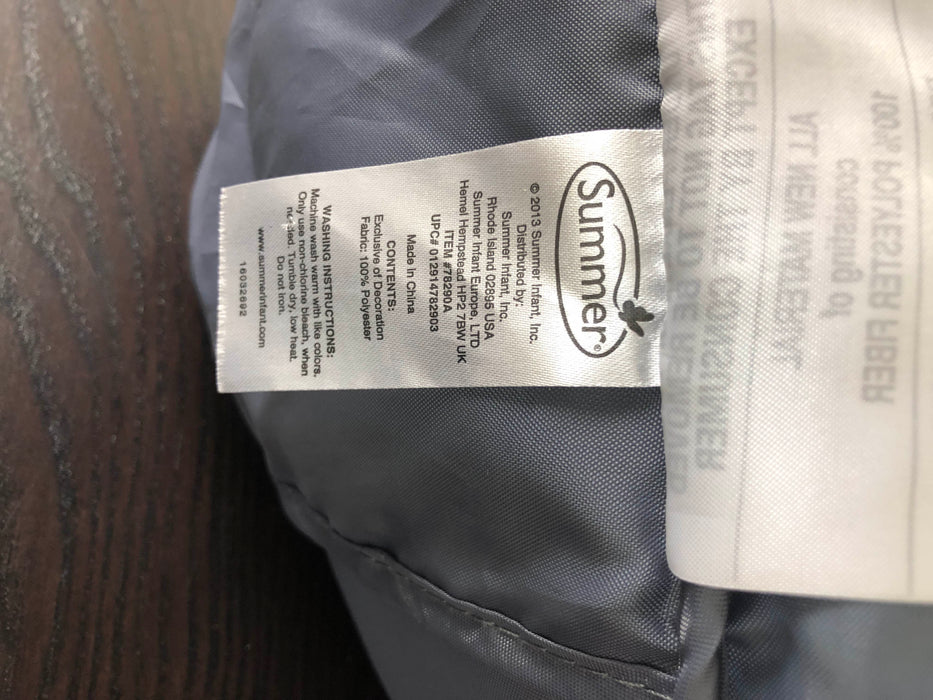 Summer®
© 2013 Summer Infant, Inc.
Distributed by:
Summer Infant, Inc.
Rhode Island 02895 USA
Summer Infant Europe, LTD
Hemel Hempstead HP2 7BW UK
ITEM #78290A
UPC# 012914782903
Made In China
CONTENTS:
Exclusive of Decoration
Fabric: 100% Polyester
WASHING INSTRUCTIONS:
Machine wash warm with like colors.
Only use non-chlorine bleach, when
needed. Tumble dry, low heat.
Do not iron.
www.summerinfant.com
16032692
ALL NEW
100% POLYESTER FIBER